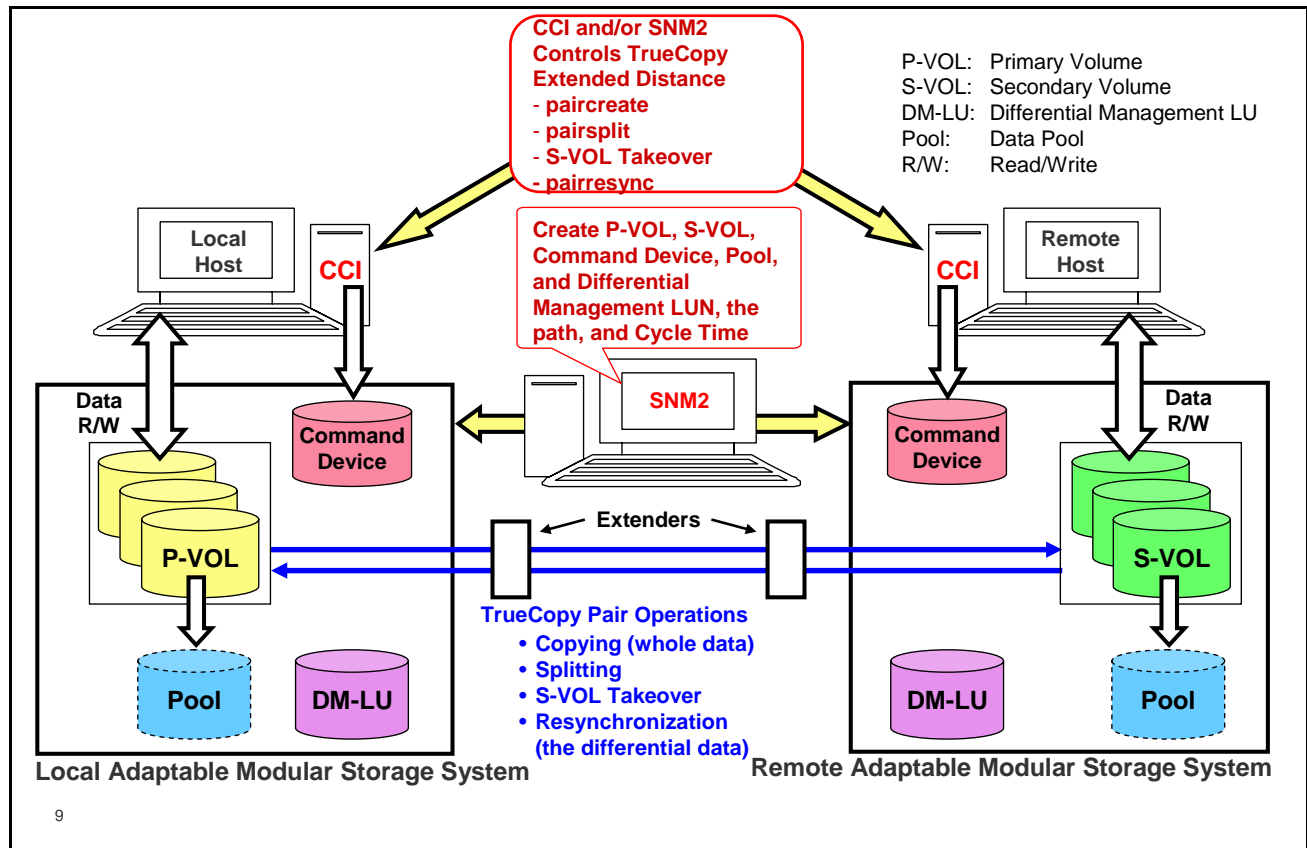 CCI and/or SNM2
Controls TrueCopy
Extended Distance
- paircreate
- pairsplit
- S-VOL Takeover
- pairresync
P-VOL: Primary Volume
S-VOL: Secondary Volume
DM-LU: Differential Management LU
Pool: Data Pool
R/W: Read/Write
Local
Host
CCI
Create P-VOL, S-VOL,
Command Device, Pool,
and Differential
Management LUN, the
path, and Cycle Time
CCI
Remote
Host
Data
R/W
Command
Device
SNM2
Command
Device
Data
R/W
Extenders
P-VOL
S-VOL
TrueCopy Pair Operations
• Copying (whole data)
• Splitting
• S-VOL Takeover
• Resynchronization
(the differential data)
Pool
DM-LU
DM-LU
Pool
Local Adaptable Modular Storage System
Remote Adaptable Modular Storage System
9